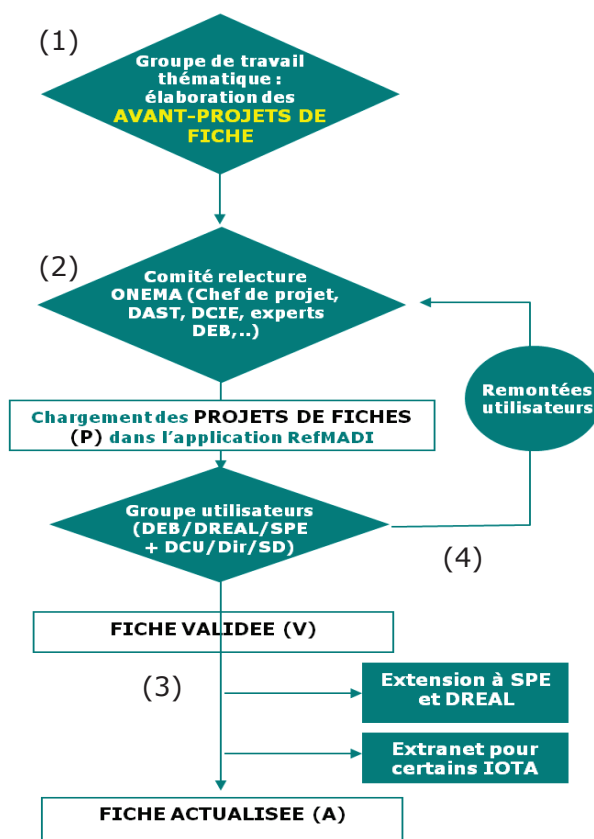 (1)
Groupe de travail
thématique :
élaboration des
AVANT-PROJETS DE
FICHE
(2)
Comité relecture
ONEMA (Chef de projet,
DAST, DCIE, experts
DEB,..)
Remontées
utilisateurs
Chargement des PROJETS DE FICHES
(P) dans l'application RefMADI
Groupe utilisateurs
(DEB/DREAL/SPE
+ DCU/Dir/SD)
(4)
FICHE VALIDEE (V)
(3)
Extension à SPE
et DREAL
Extranet pour
certains IOTA
FICHE ACTUALISEE (A)